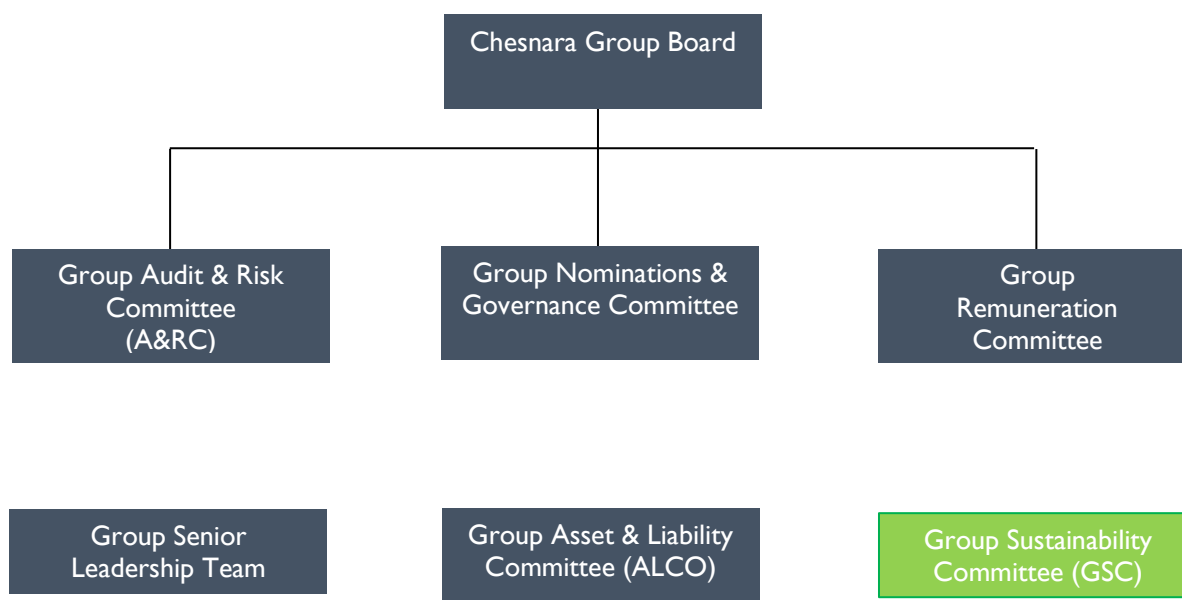 Chesnara Group Board
Group Audit & Risk
Committee
(A&RC)
Group Nominations &
Governance Committee
Group
Remuneration
Committee
Group Senior
Leadership Team
Group Asset & Liability
Committee (ALCO)
Group Sustainability
Committee (GSC)